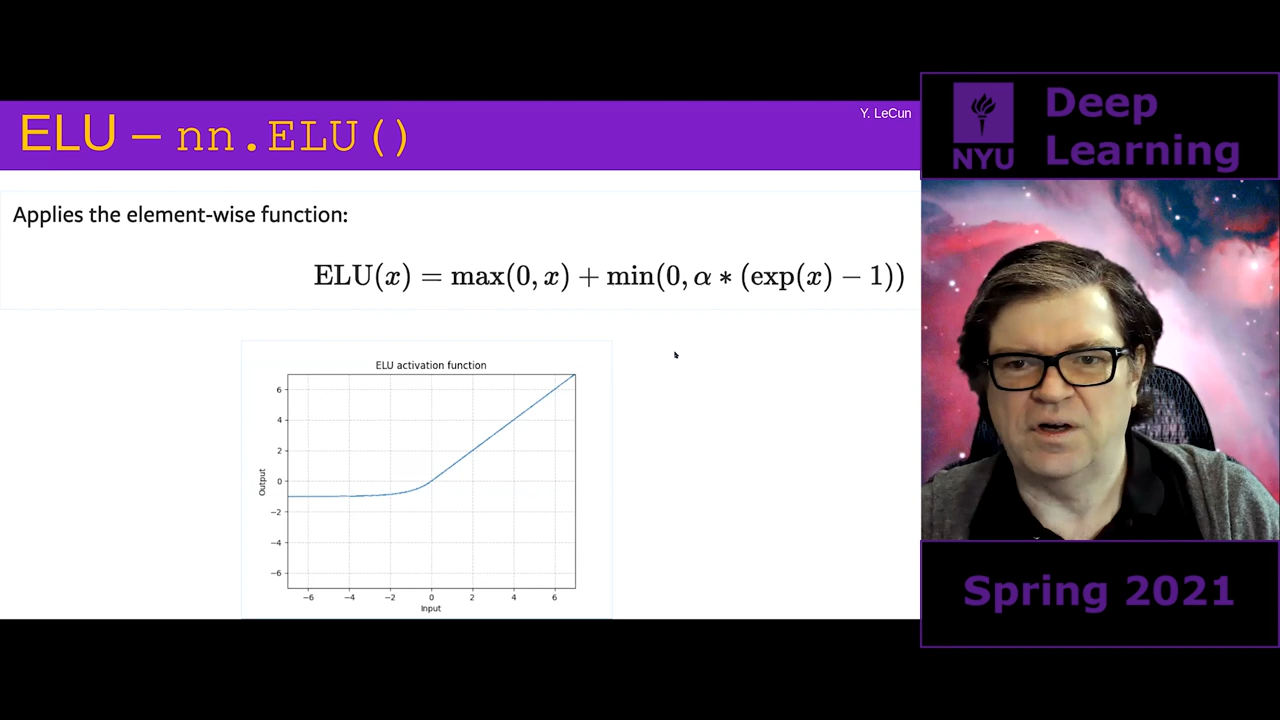 ELU – nn.ELU()
Y. LeCun
Applies the element-wise function:
ELU(x) = max(0, x) + min(0, α * (exp(x) − 1))
ELU activation function
6
4
2
0
−2
−4
−6
Output
−6 −4 −2 0 2 4 6
Input
NYU
Deep
Learning
Spring 2021